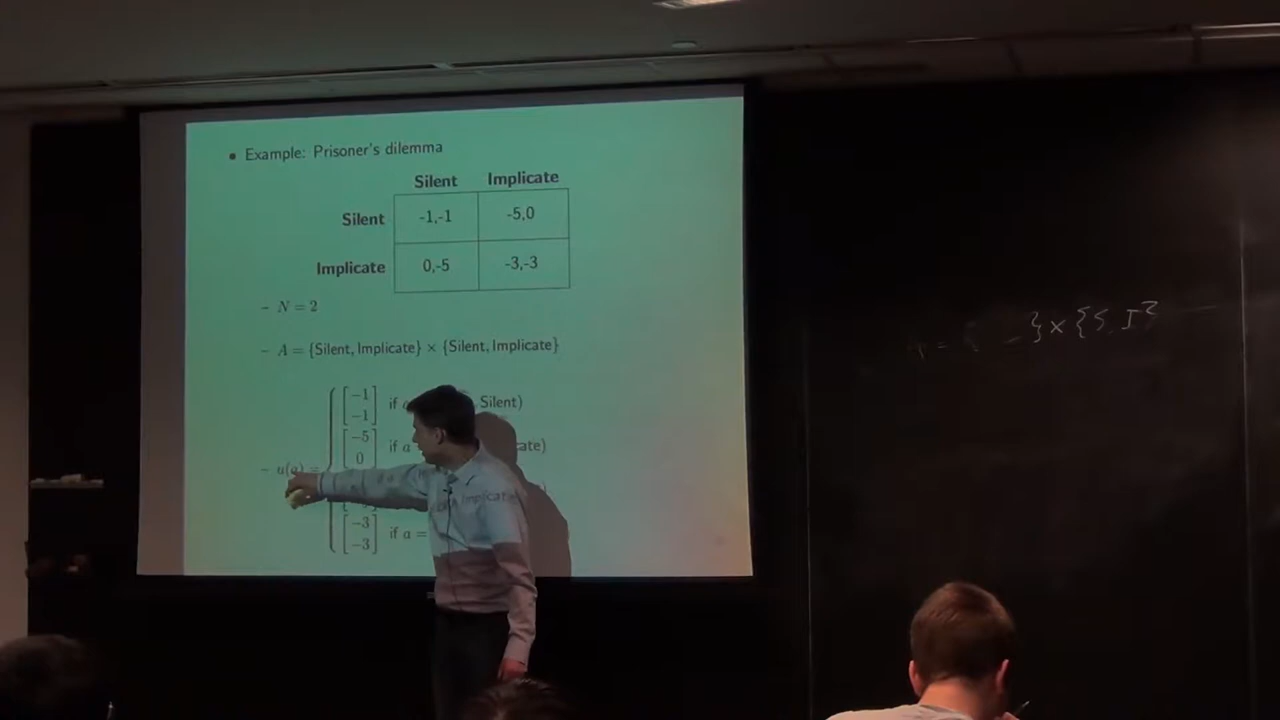 • Example: Prisoner's dilemma
Silent Implicate
Silent -1,-1 -5,0
Implicate 0,-5 -3,-3
– N = 2
– A = {Silent, Implicate} × {Silent, Implicate}
[-1 -1] if Silent)
[-5 0] if a
– u(a) =
[-3 -3] if a =
} × {S, I}